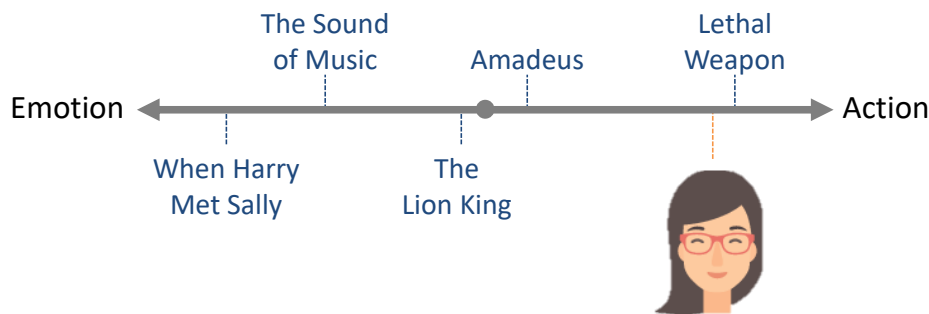 The Sound
of Music
Amadeus
Lethal
Weapon
Emotion
Action
When Harry
Met Sally
The
Lion King